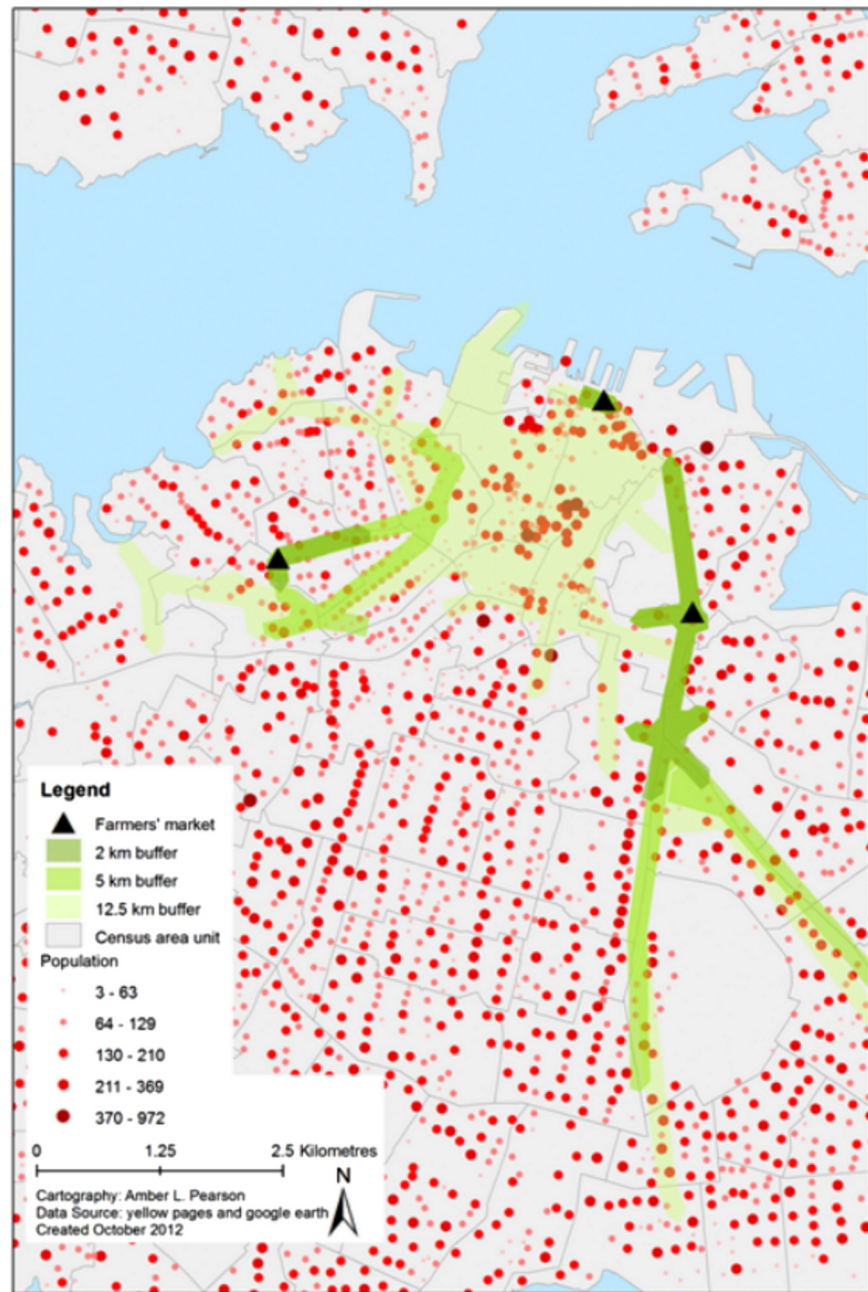 Legend
Farmers' market
2 km buffer
5 km buffer
12.5 km buffer
Census area unit
Population
3 - 63
64 - 129
130 - 210
211 - 369
370 - 972
0 1.25 2.5 Kilometres
N
Cartography: Amber L. Pearson
Data Source: yellow pages and google earth
Created October 2012